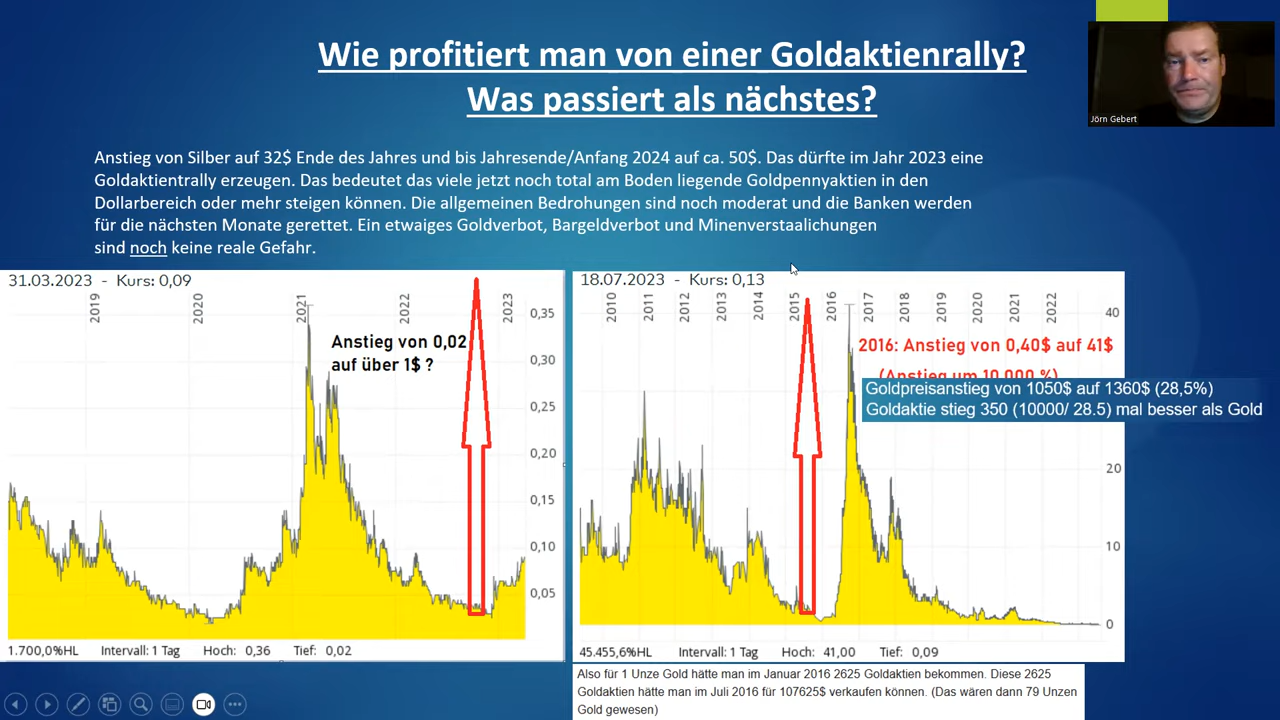 Wie profitiert man von einer Goldaktienrally?
Was passiert als nächstes?
Jörn Gebert
Anstieg von Silber auf 32$ Ende des Jahres und bis Jahresende/Anfang 2024 auf ca. 50$. Das dürfte im Jahr 2023 eine
Goldaktientrally erzeugen. Das bedeutet das viele jetzt noch total am Boden liegende Goldpennyaktien in den
Dollarbereich oder mehr steigen können. Die allgemeinen Bedrohungen sind noch moderat und die Banken werden
für die nächsten Monate gerettet. Ein etwaiges Goldverbot, Bargeldverbot und Minenverstaalichungen
sind noch keine reale Gefahr.
31.03.2023 - Kurs: 0,09
2019 2020 2021 2022 2023
0,35
Anstieg von 0,02
auf über 1$ ?
0,30
0,25
0,20
0,15
0,10
0,05
1.700,0%HL Intervall: 1 Tag Hoch: 0,36 Tief: 0,02
18.07.2023 - Kurs: 0,13
2010 2011 2012 2013 2014 2015 2016 2017 2018 2019 2020 2021 2022
40
2016: Anstieg von 0,40$ auf 41$
(Anstieg um 10.000 %)
Goldpreisanstieg von 1050$ auf 1360$ (28,5%)
Goldaktie stieg 350 (10000/ 28.5) mal besser als Gold
20
10
0
45.455,6%HL Intervall: 1 Tag Hoch: 41,00 Tief: 0,09
Also für 1 Unze Gold hätte man im Januar 2016 2625 Goldaktien bekommen. Diese 2625
Goldaktien hätte man im Juli 2016 für 107625$ verkaufen können. (Das wären dann 79 Unzen
Gold gewesen)